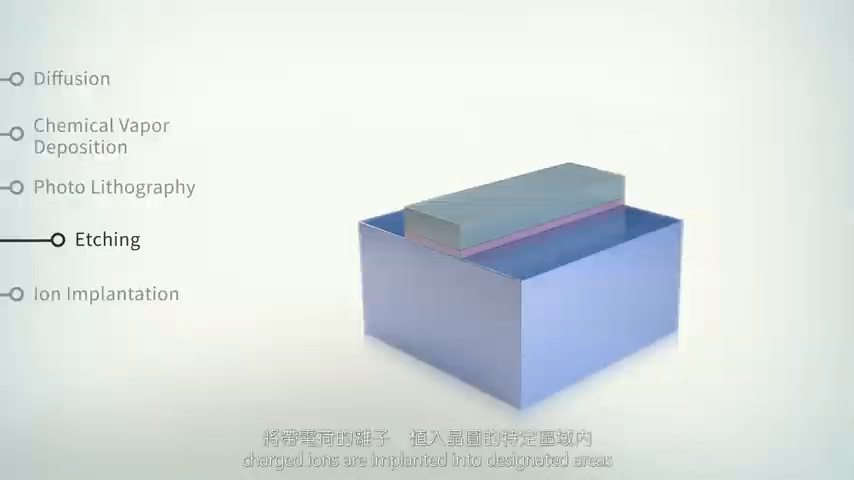 Diffusion
Chemical Vapor
Deposition
Photo Lithography
Etching
Ion Implantation
將帶電荷的離子 植入晶圓的特定區域內
charged ions are implanted into designated areas